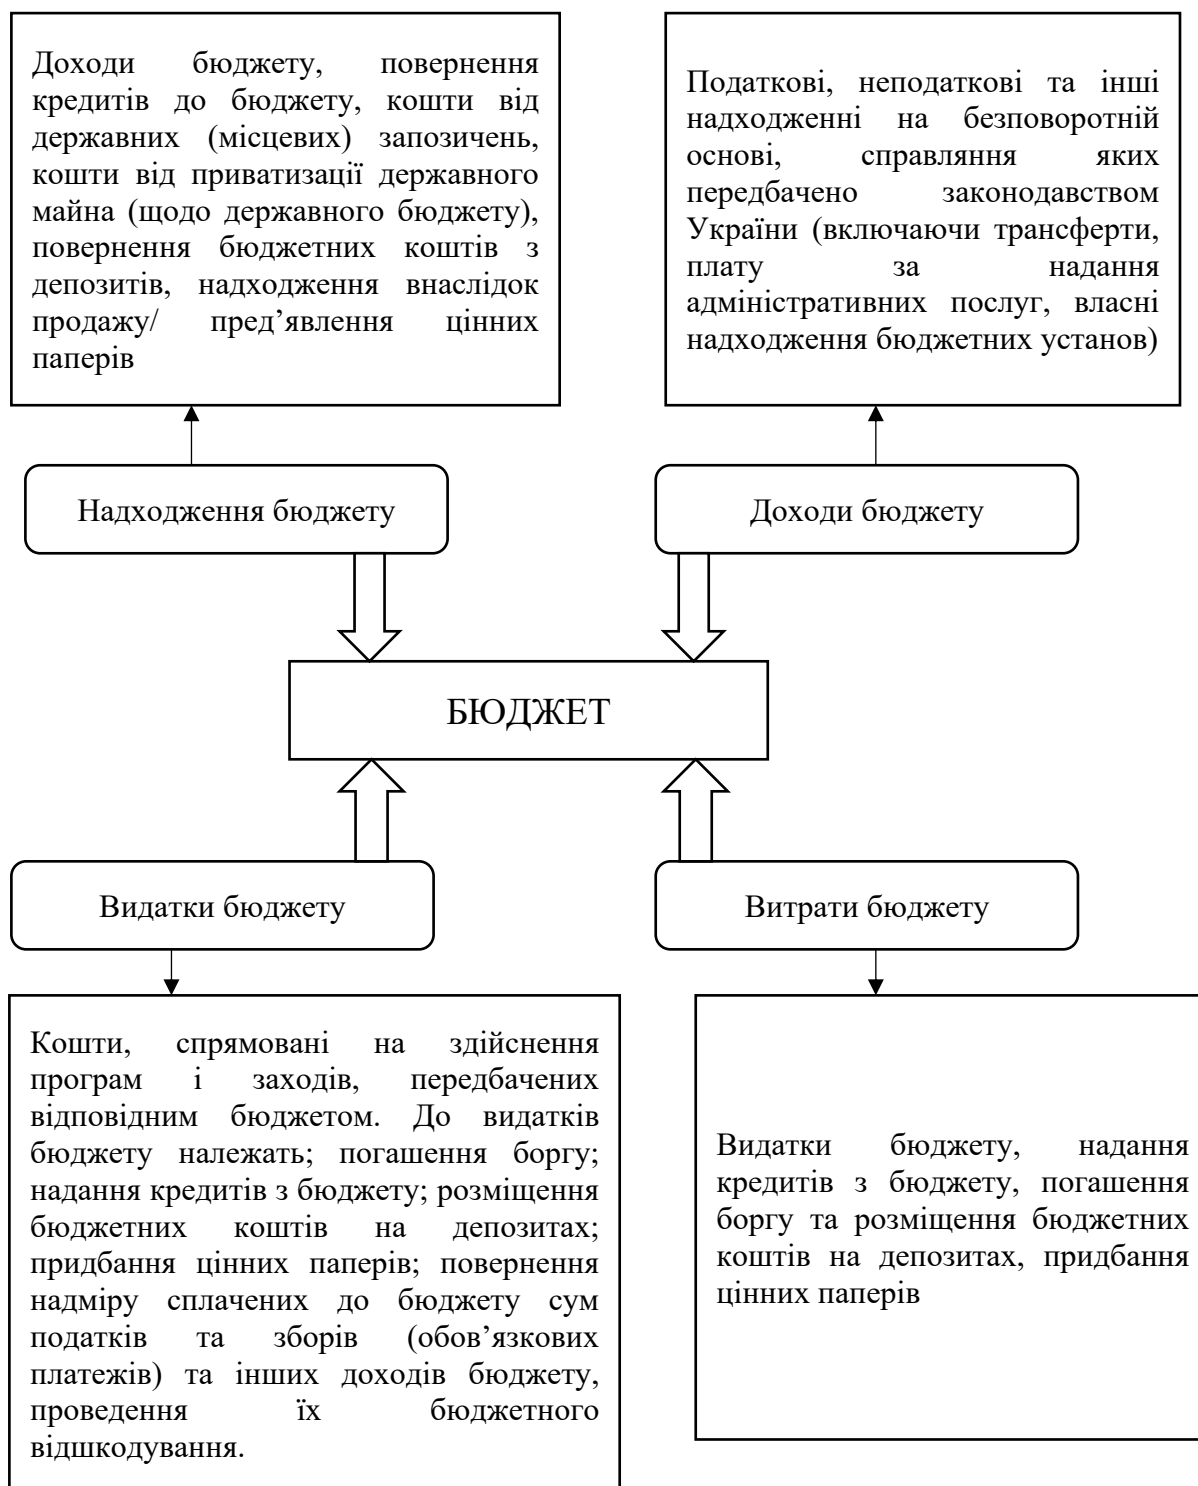 Доходи бюджету, повернення
кредитів до бюджету, кошти від
державних (місцевих) запозичень,
кошти від приватизації державного
майна (щодо державного бюджету),
повернення бюджетних коштів з
депозитів, надходження внаслідок
продажу/ пред’явлення цінних
паперів
Податкові, неподаткові та інші
надходженні на безповоротній
основі, справляння яких
передбачено законодавством
України (включаючи трансферти,
плату за надання
адміністративних послуг, власні
надходження бюджетних установ)
Надходження бюджету
Доходи бюджету
БЮДЖЕТ
Видатки бюджету
Витрати бюджету
Кошти, спрямовані на здійснення
програм і заходів, передбачених
відповідним бюджетом. До видатків
бюджету належать; погашення боргу;
надання кредитів з бюджету; розміщення
бюджетних коштів на депозитах;
придбання цінних паперів; повернення
надміру сплачених до бюджету сум
податків та зборів (обов’язкових
платежів) та інших доходів бюджету,
проведення їх бюджетного
відшкодування.
Видатки бюджету, надання
кредитів з бюджету, погашення
боргу та розміщення бюджетних
коштів на депозитах, придбання
цінних паперів